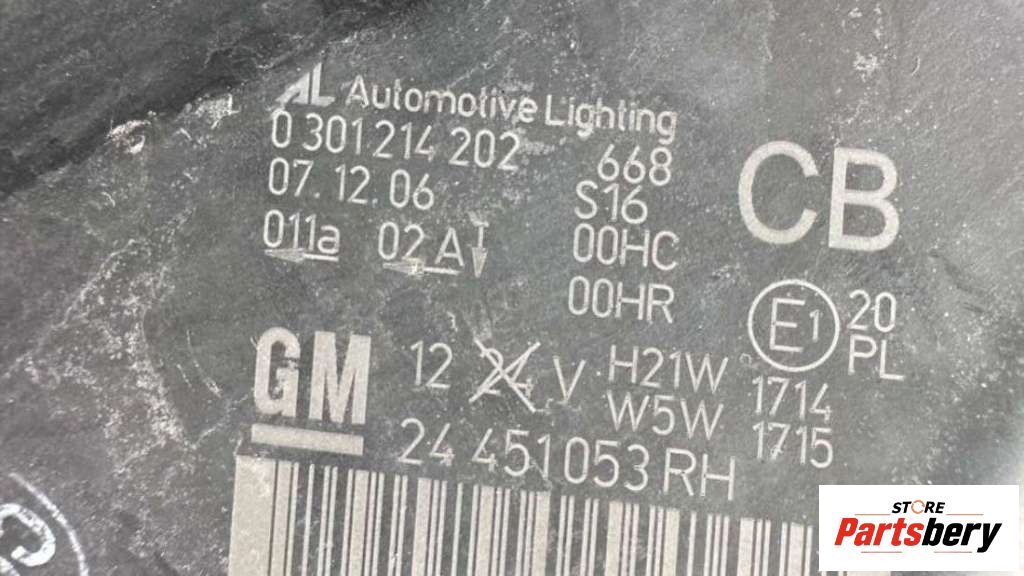 AL Automotive Lighting
0 301 214 202 668
07.12.06 S16
011a 02A 00HC
00HR
CB
E1 20
PL
GM 12 24 V H21W 1714
W5W 1715
24 451 053 RH
STORE
Partsbery